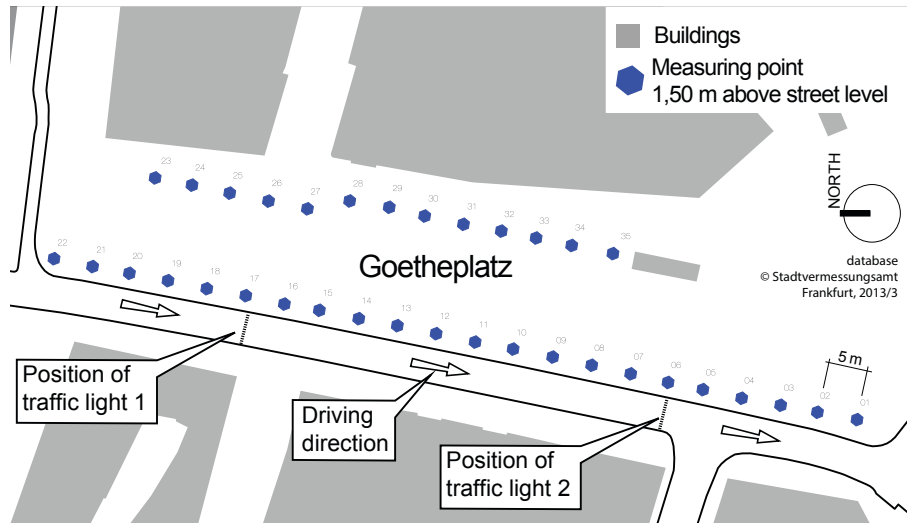 Buildings
Measuring point
1,50 m above street level
NORTH
database
© Stadtvermessungsamt
Frankfurt, 2013/3
23
24
25
26
27
28
29
30
31
32
33
34
35
Goetheplatz
22
21
20
19
18
17
16
15
14
13
12
11
10
09
08
07
06
05
04
03
02
01
5 m
Position of
traffic light 1
Driving
direction
Position of
traffic light 2